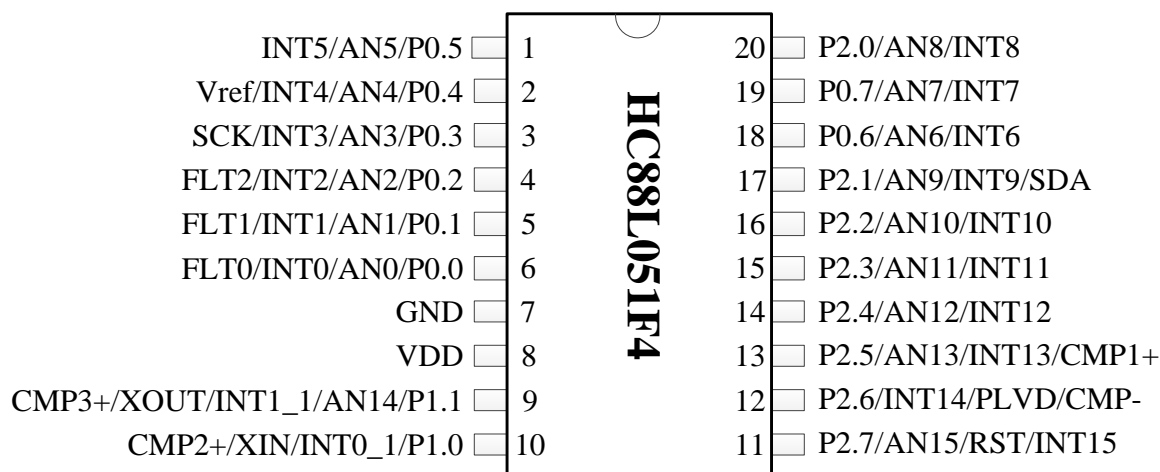 INT5/AN5/P0.5 1 20 P2.0/AN8/INT8
Vref/INT4/AN4/P0.4 2 19 P0.7/AN7/INT7
SCK/INT3/AN3/P0.3 3 18 P0.6/AN6/INT6
FLT2/INT2/AN2/P0.2 4 17 P2.1/AN9/INT9/SDA
FLT1/INT1/AN1/P0.1 5 16 P2.2/AN10/INT10
FLT0/INT0/AN0/P0.0 6 15 P2.3/AN11/INT11
GND 7 14 P2.4/AN12/INT12
VDD 8 13 P2.5/AN13/INT13/CMP1+
CMP3+/XOUT/INT1_1/AN14/P1.1 9 12 P2.6/INT14/PLVD/CMP-
CMP2+/XIN/INT0_1/P1.0 10 11 P2.7/AN15/RST/INT15
HC88L051F4